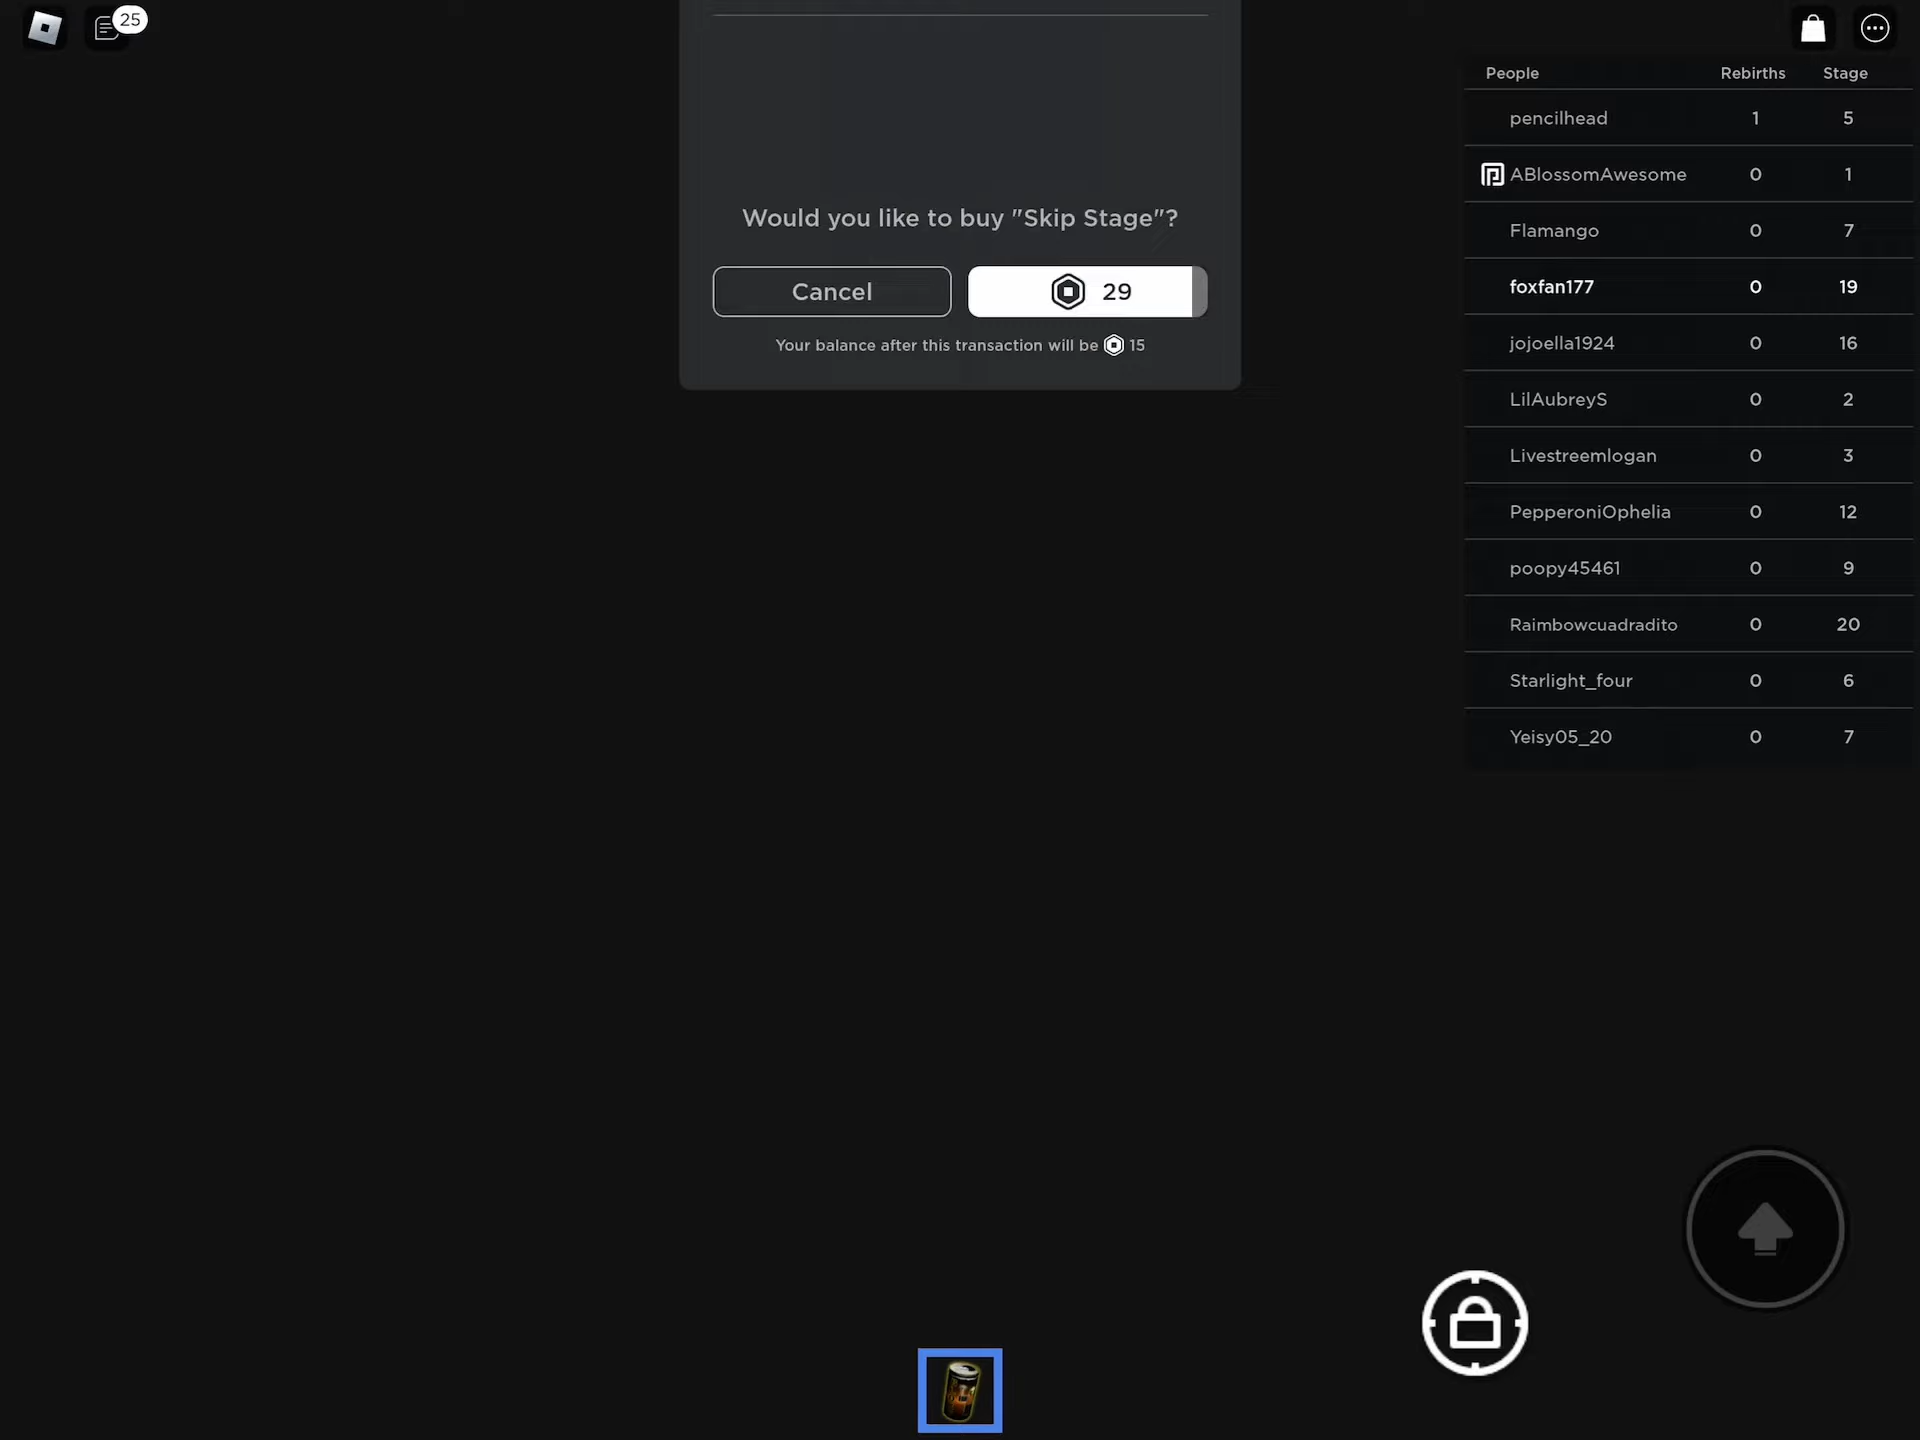 25
Would you like to buy "Skip Stage"?
Cancel
29
Your balance after this transaction will be 15
People Rebirths Stage
pencilhead 1 5
ABlossomAwesome 0 1
Flamango 0 7
foxfan177 0 19
jojoella1924 0 16
LilAubreyS 0 2
Livestreemlogan 0 3
PepperoniOphelia 0 12
poopy45461 0 9
Raimbowcuadradito 0 20
Starlight_four 0 6
Yeisy05_20 0 7